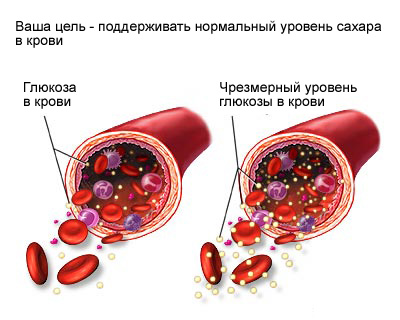 Ваша цель - поддерживать нормальный уровень сахара
в крови
Глюкоза
в крови
Чрезмерный уровень
глюкозы в крови